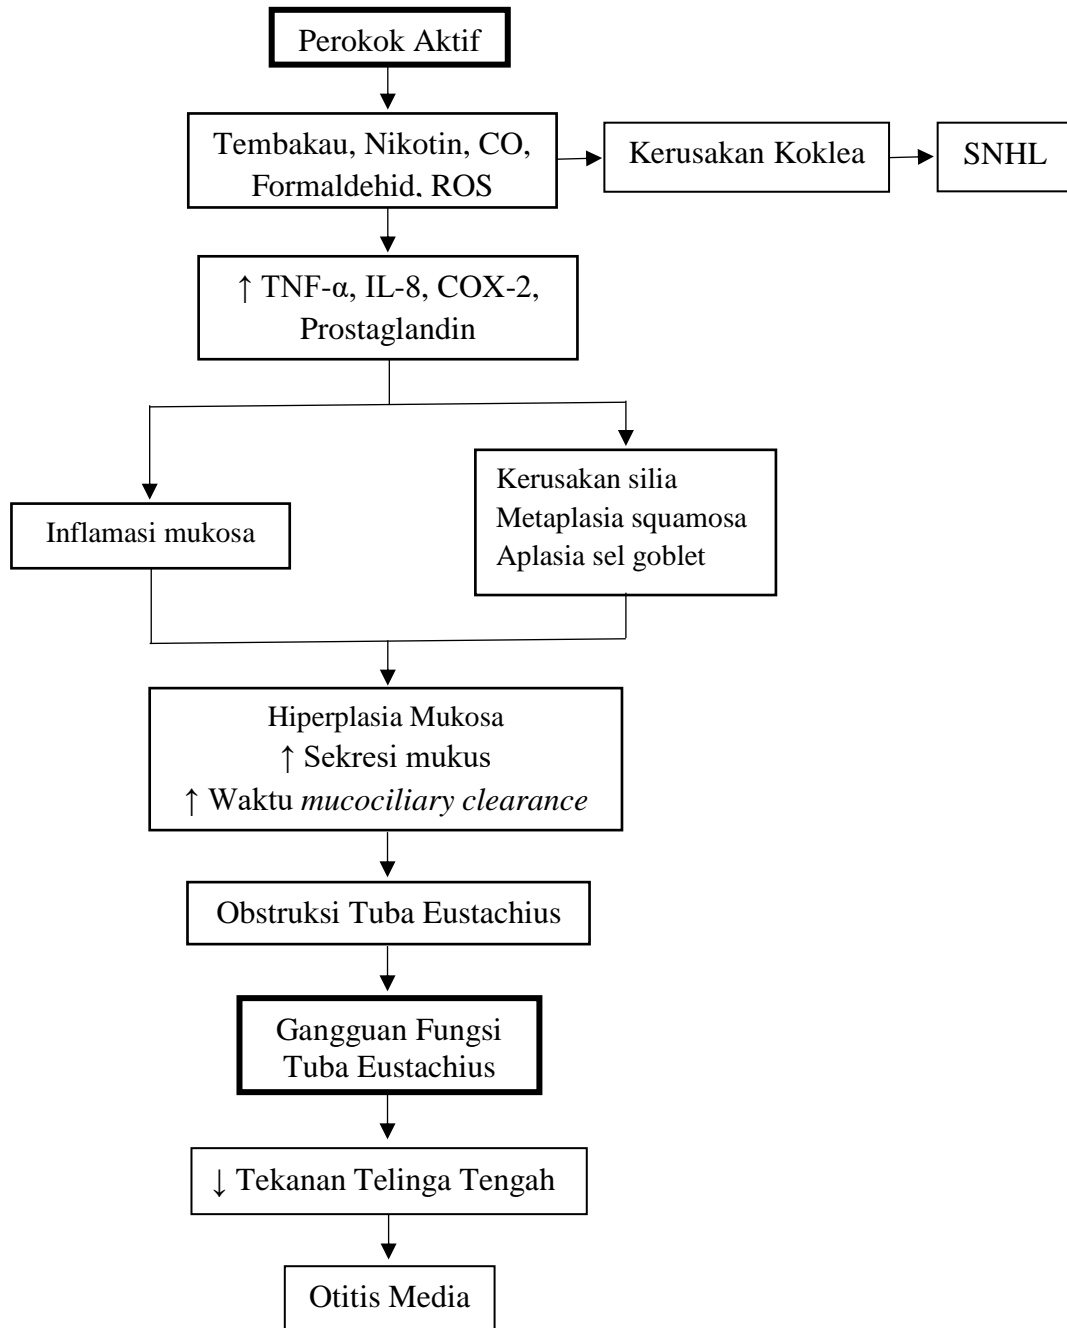 Perokok Aktif
Tembakau, Nikotin, CO,
Formaldehid, ROS
Kerusakan Koklea
SNHL
↑ TNF-α, IL-8, COX-2,
Prostaglandin
Inflamasi mukosa
Kerusakan silia
Metaplasia squamosa
Aplasia sel goblet
Hiperplasia Mukosa
↑ Sekresi mukus
↑ Waktu mucociliary clearance
Obstruksi Tuba Eustachius
Gangguan Fungsi
Tuba Eustachius
↓ Tekanan Telinga Tengah
Otitis Media